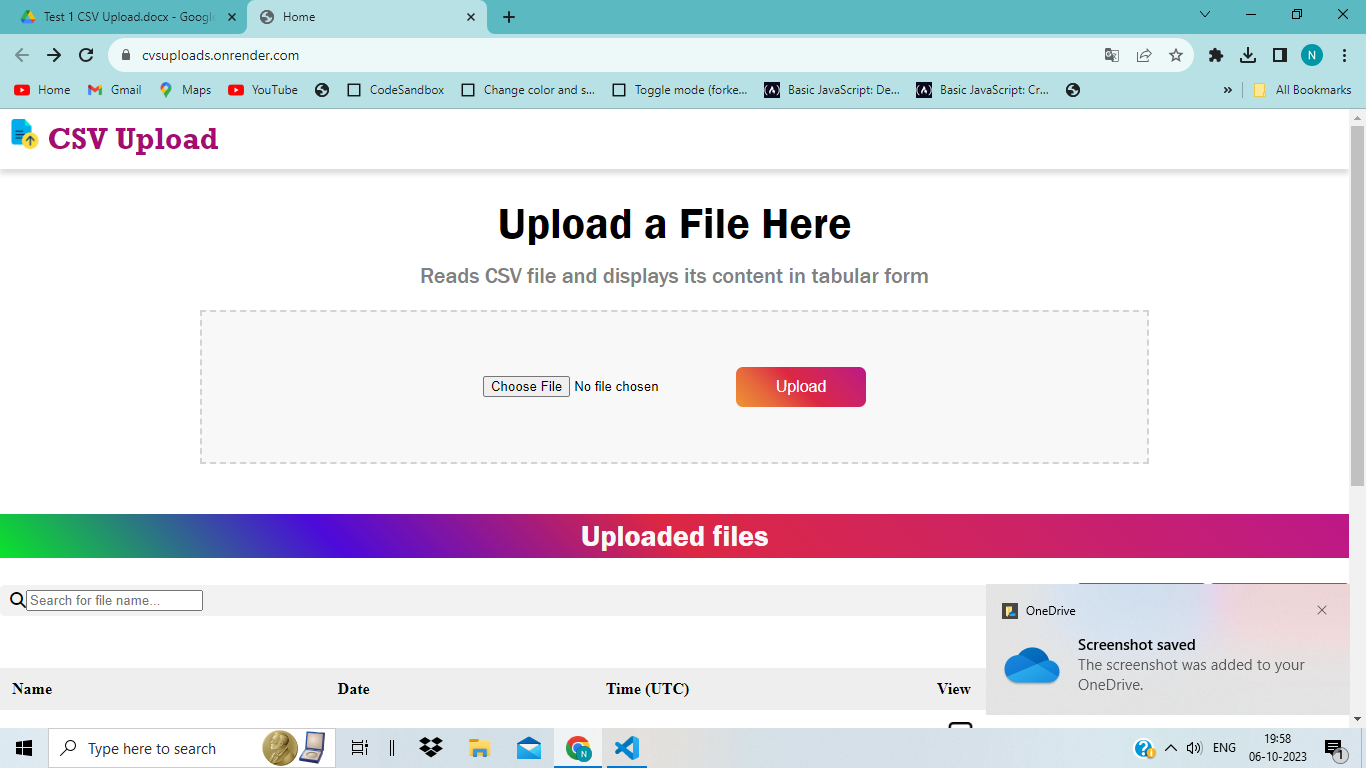 Test 1 CSV Upload.docx - Googl
Home
cvsuploads.onrender.com
N
Home
Gmail
Maps
YouTube
CodeSandbox
Change color and s...
Toggle mode (forke...
Basic JavaScript: De...
Basic JavaScript: Cr...
»
All Bookmarks
CSV Upload
Upload a File Here
Reads CSV file and displays its content in tabular form
Choose File No file chosen
Upload
Uploaded files
Search for file name...
OneDrive
Screenshot saved
The screenshot was added to your
OneDrive.
Name Date Time (UTC) View
Type here to search
N
ENG
19:58
06-10-2023
1